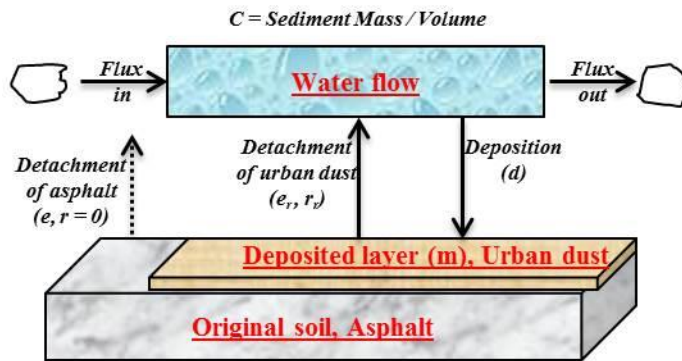 C = Sediment Mass / Volume
Flux
in
Water flow
Flux
out
Detachment
of asphalt
(e, r = 0)
Detachment
of urban dust
(eᵣ, rᵣ)
Deposition
(d)
Deposited layer (m), Urban dust
Original soil, Asphalt